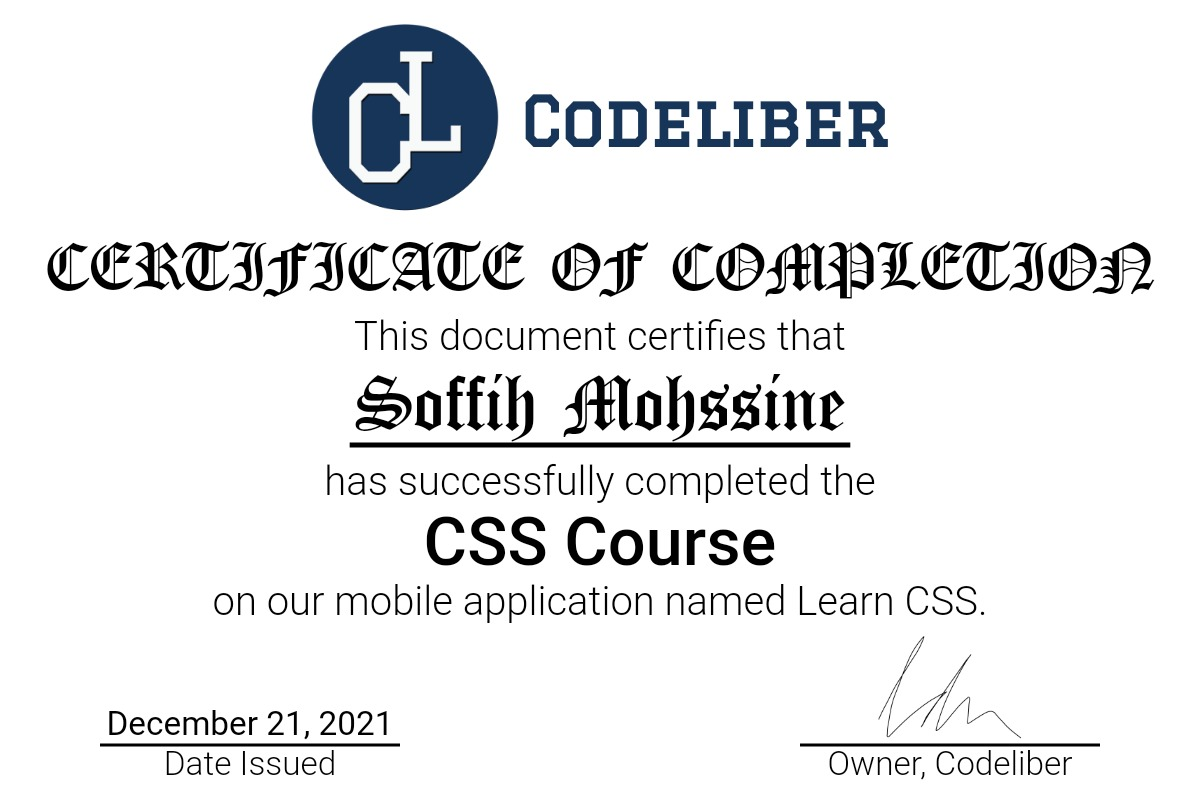 CL
CODELIBER
CERTIFICATE OF COMPLETION
This document certifies that
Soffih Mohssine
has successfully completed the
CSS Course
on our mobile application named Learn CSS.
December 21, 2021
Date Issued
Owner, Codeliber